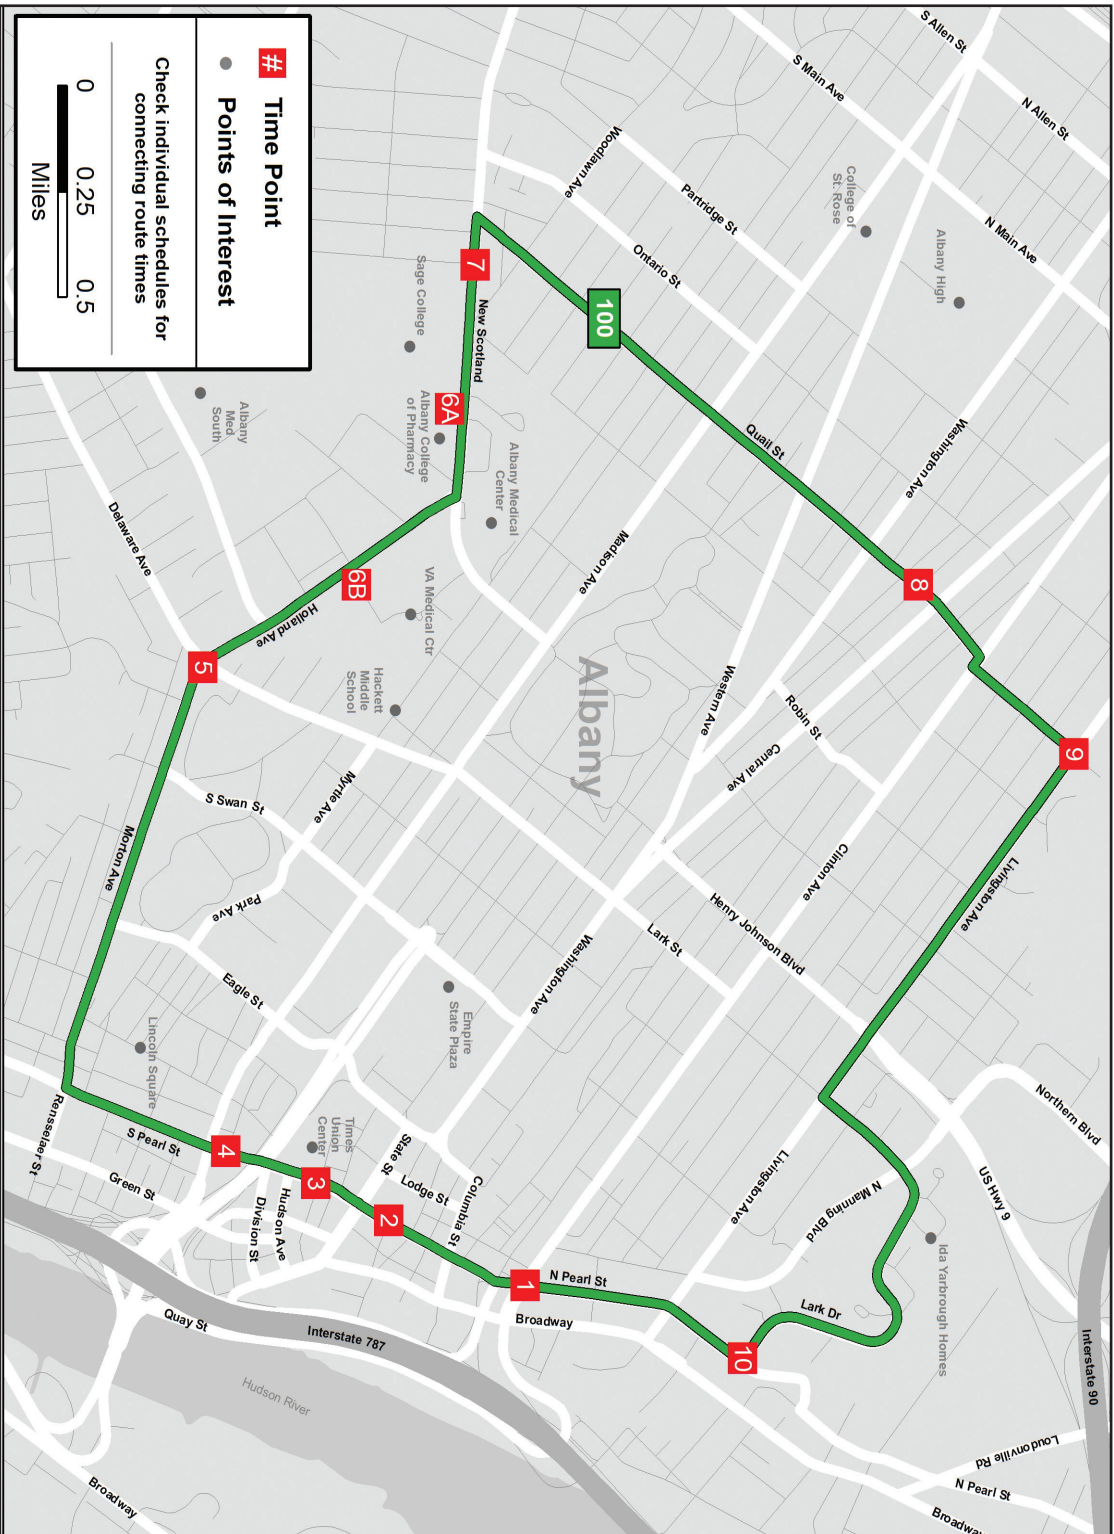 # Time Point
Points of Interest
Check individual schedules for
connecting route times
0 0.25 0.5
Miles
S Allen St
N Allen St
S Main Ave
N Main Ave
Woodlawn Ave
Partridge St
Ontario St
College of
St. Rose
Albany High
7
100
New Scotland
Sage College
6A
Albany College
of Pharmacy
Albany Medical
Center
Albany
Med
South
Quail St
Washington Ave
Madison Ave
Delaware Ave
6B
Holland Ave
VA Medical Ctr
8
5
Hackett
Middle
School
Albany
Western Ave
Robin St
Central Ave
9
S Swan St
Myrtle Ave
Morton Ave
Park Ave
Clinton Ave
Livingston Ave
Henry Johnson Blvd
Lark St
Washington Ave
Eagle St
Empire
State Plaza
Lincoln Square
Rensselaer St
S Pearl St
4
Green St
Times
Union
Center
3
State St
Lodge St
2
Columbia St
Hudson Ave
Division St
1
N Pearl St
Broadway
Livingston Ave
N Manning Blvd
Northern Blvd
US Hwy 9
Ida Yarbrough Homes
Lark Dr
10
Quay St
Interstate 787
Hudson River
Interstate 90
Loudonville Rd
N Pearl St
Broadway
Broadway